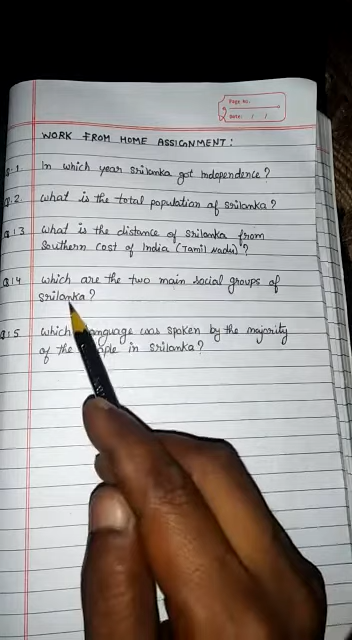 Page No:
Date: / /
WORK FROM HOME ASSIGNMENT:
Q.1 In which year Srilanka got independence?
Q.2 what is the total population of Srilanka?
Q.3 what is the distance of Srilanka from
Southern Cost of India (Tamil Nadu)?
Q.4 which are the two main social groups of
Srilanka?
Q.5 which language was spoken by the majority
of the in Srilanka?